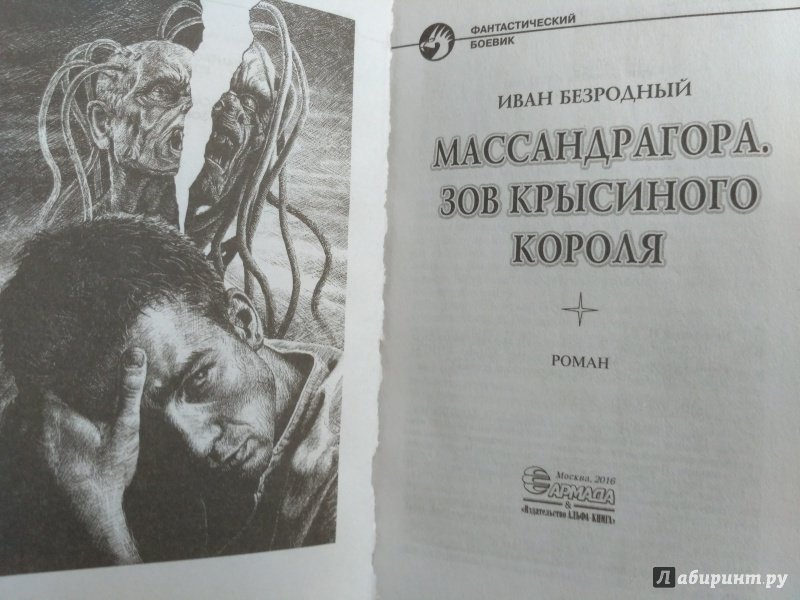 ФАНТАСТИЧЕСКИЙ
БОЕВИК
ИВАН БЕЗРОДНЫЙ
МАССАНДРАГОРА.
ЗОВ КРЫСИНОГО
КОРОЛЯ
РОМАН
Москва, 2016
АРМАДА
&
«Издательство АЛЬФА-КНИГА»
Лабиринт.ру